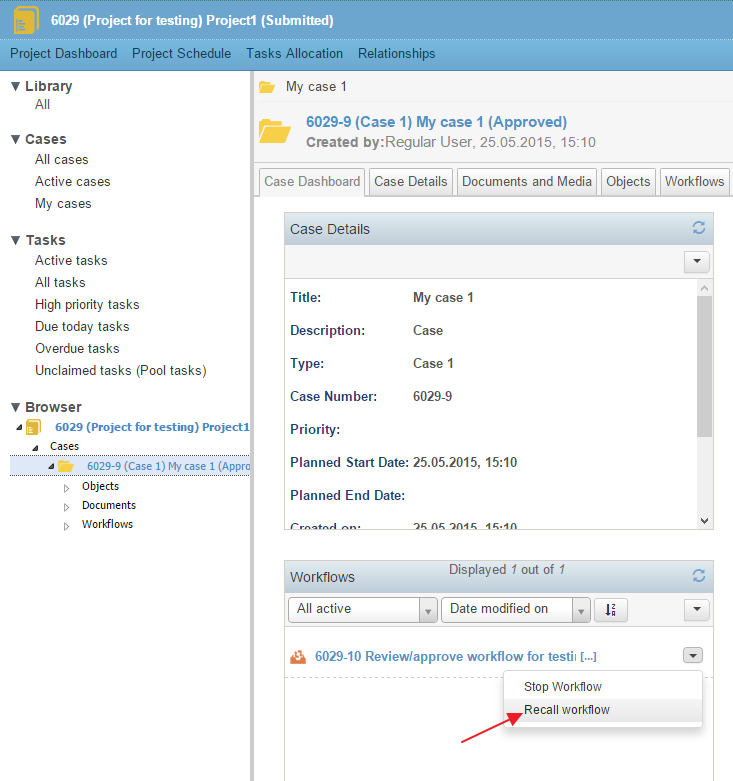 6029 (Project for testing) Project1 (Submitted)
Project Dashboard Project Schedule Tasks Allocation Relationships
Library
All
Cases
All cases
Active cases
My cases
Tasks
Active tasks
All tasks
High priority tasks
Due today tasks
Overdue tasks
Unclaimed tasks (Pool tasks)
Browser
6029 (Project for testing) Project1
Cases
6029-9 (Case 1) My case 1 (Appro
Objects
Documents
Workflows
My case 1
6029-9 (Case 1) My case 1 (Approved)
Created by:Regular User, 25.05.2015, 15:10
Case Dashboard Case Details Documents and Media Objects Workflows
Case Details
Title: My case 1
Description: Case
Type: Case 1
Case Number: 6029-9
Priority:
Planned Start Date: 25.05.2015, 15:10
Planned End Date:
Created on: 25.05.2015, 15:10
Workflows Displayed 1 out of 1
All active Date modified on
6029-10 Review/approve workflow for testi [...]
Stop Workflow
Recall workflow